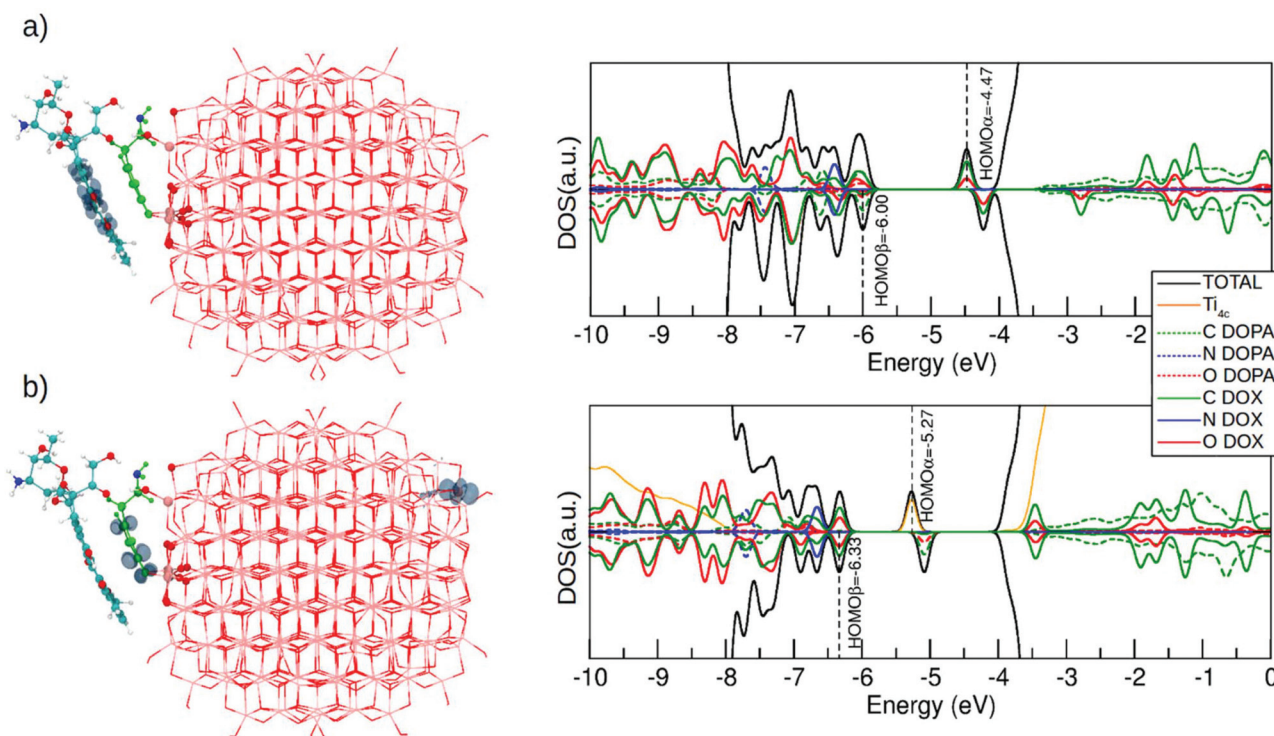 a)
DOS(a.u.)
HOMOα=-4.47
HOMOβ=-6.00
-10 -9 -8 -7 -6 -5 -4 -3 -2
Energy (eV)
TOTAL
Ti4c
C DOPA
N DOPA
O DOPA
C DOX
N DOX
O DOX
b)
DOS(a.u.)
HOMOα=-5.27
HOMOβ=-6.33
-10 -9 -8 -7 -6 -5 -4 -3 -2 -1 0
Energy (eV)